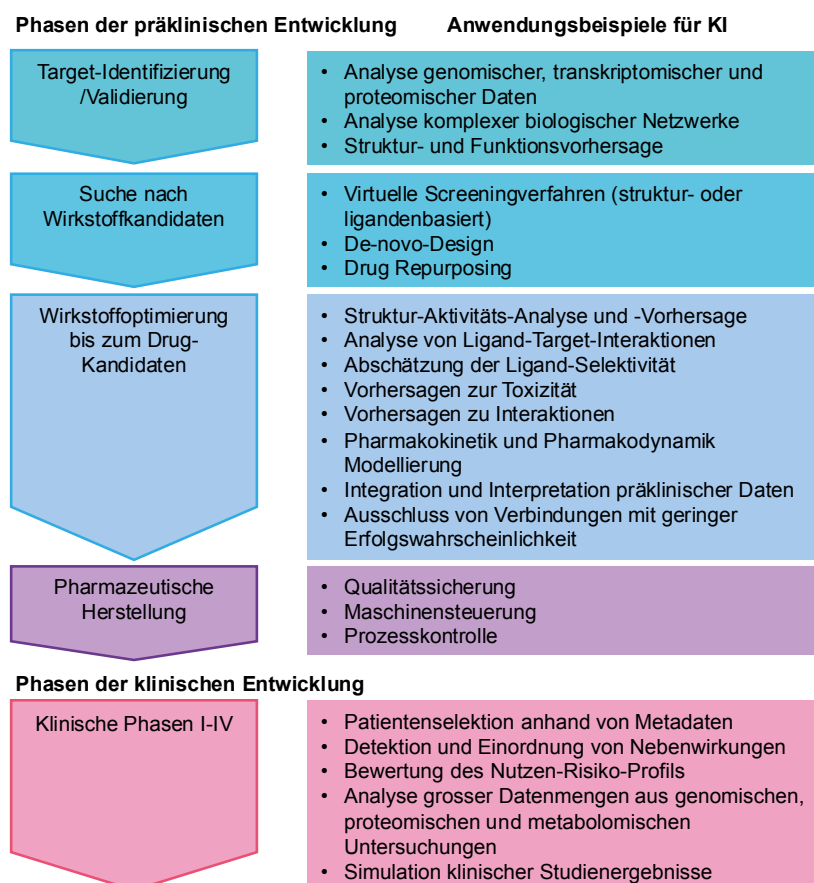 Phasen der präklinischen Entwicklung
Anwendungsbeispiele für KI
Target-Identifizierung
/Validierung
• Analyse genomischer, transkriptomischer und
proteomischer Daten
• Analyse komplexer biologischer Netzwerke
• Struktur- und Funktionsvorhersage
Suche nach
Wirkstoffkandidaten
• Virtuelle Screeningverfahren (struktur- oder
ligandenbasiert)
• De-novo-Design
• Drug Repurposing
Wirkstoffoptimierung
bis zum Drug-
Kandidaten
• Struktur-Aktivitäts-Analyse und -Vorhersage
• Analyse von Ligand-Target-Interaktionen
• Abschätzung der Ligand-Selektivität
• Vorhersagen zur Toxizität
• Vorhersagen zu Interaktionen
• Pharmakokinetik und Pharmakodynamik
Modellierung
• Integration und Interpretation präklinischer Daten
• Ausschluss von Verbindungen mit geringer
Erfolgswahrscheinlichkeit
Pharmazeutische
Herstellung
• Qualitätssicherung
• Maschinensteuerung
• Prozesskontrolle
Phasen der klinischen Entwicklung
Klinische Phasen I-IV
• Patientenselektion anhand von Metadaten
• Detektion und Einordnung von Nebenwirkungen
• Bewertung des Nutzen-Risiko-Profils
• Analyse grosser Datenmengen aus genomischen,
proteomischen und metabolomischen
Untersuchungen
• Simulation klinischer Studienergebnisse